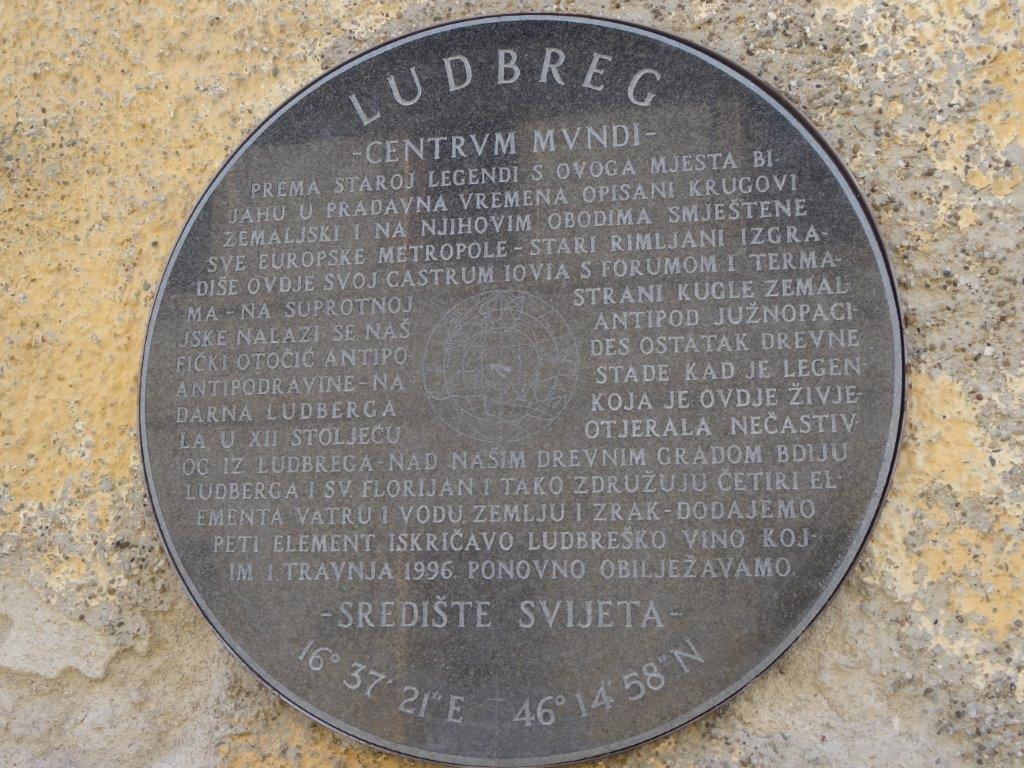 LUDBREG
-CENTRVM MVNDI-
PREMA STAROJ LEGENDI S OVOGA MJESTA BI-
JAHU U PRADAVNA VREMENA OPISANI KRUGOVI
ZEMALJSKI I NA NJIHOVIM OBODIMA SMJEŠTENE
SVE EUROPSKE METROPOLE - STARI RIMLJANI IZGRA-
DIŠE OVDJE SVOJ CASTRUM IOVIA S FORUMOM I TERMA-
MA - NA SUPROTNOJ STRANI KUGLE ZEMAL-
JSKE NALAZI SE NAŠ ANTIPOD JUŽNOPACI-
FIČKI OTOČIĆ ANTIPO- DES OSTATAK DREVNE
ANTIPODRAVINE - NA STADE KAD JE LEGEN-
DARNA LUDBERGA KOJA JE OVDJE ŽIVJE-
LA U XII STOLJEĆU OTJERALA NEČASTIV-
OG IZ LUDBREGA - NAD NAŠIM DREVNIM GRADOM BDIJU
LUDBERGA I SV. FLORIJAN I TAKO ZDRUŽUJU ČETIRI EL-
EMENTA VATRU I VODU ZEMLJU I ZRAK - DODAJEMO
PETI ELEMENT ISKRIČAVO LUDBREŠKO VINO KOJ-
IM 1. TRAVNJA 1996. PONOVNO OBILJEŽAVAMO
-SREDIŠTE SVIJETA-
16° 37' 21"E 46° 14' 58"N